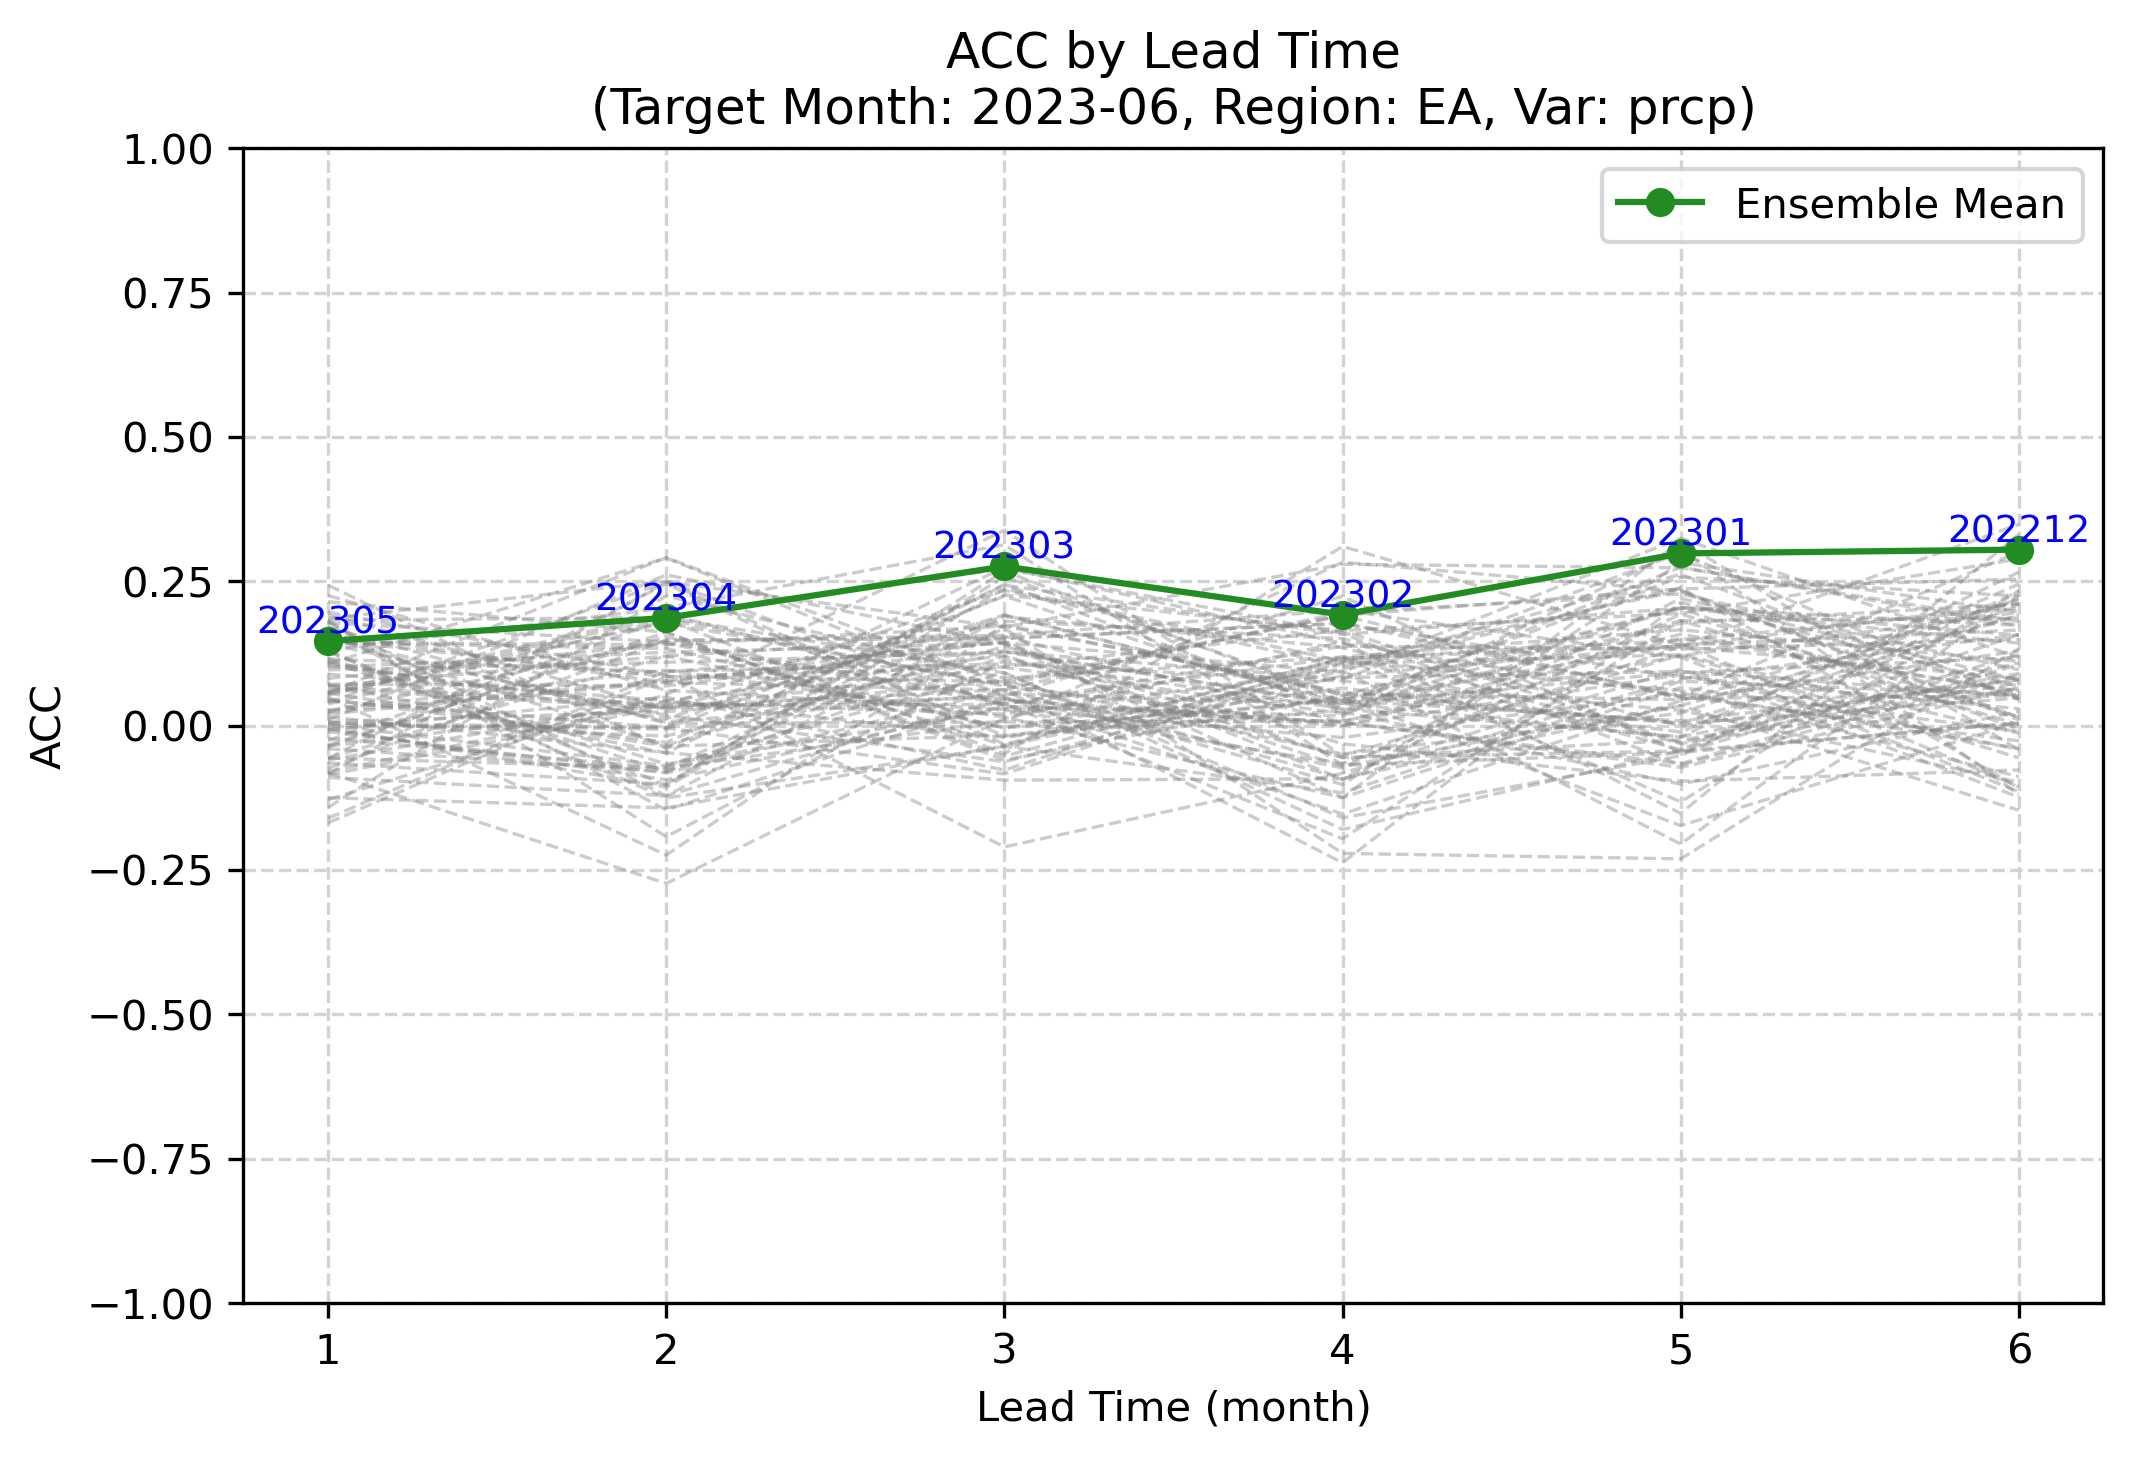 ACC by Lead Time
(Target Month: 2023-06, Region: EA, Var: prcp)
1.00
0.75
0.50
0.25
0.00
−0.25
−0.50
−0.75
−1.00
ACC
Ensemble Mean
202305
202304
202303
202302
202301
202212
1 2 3 4 5 6
Lead Time (month)